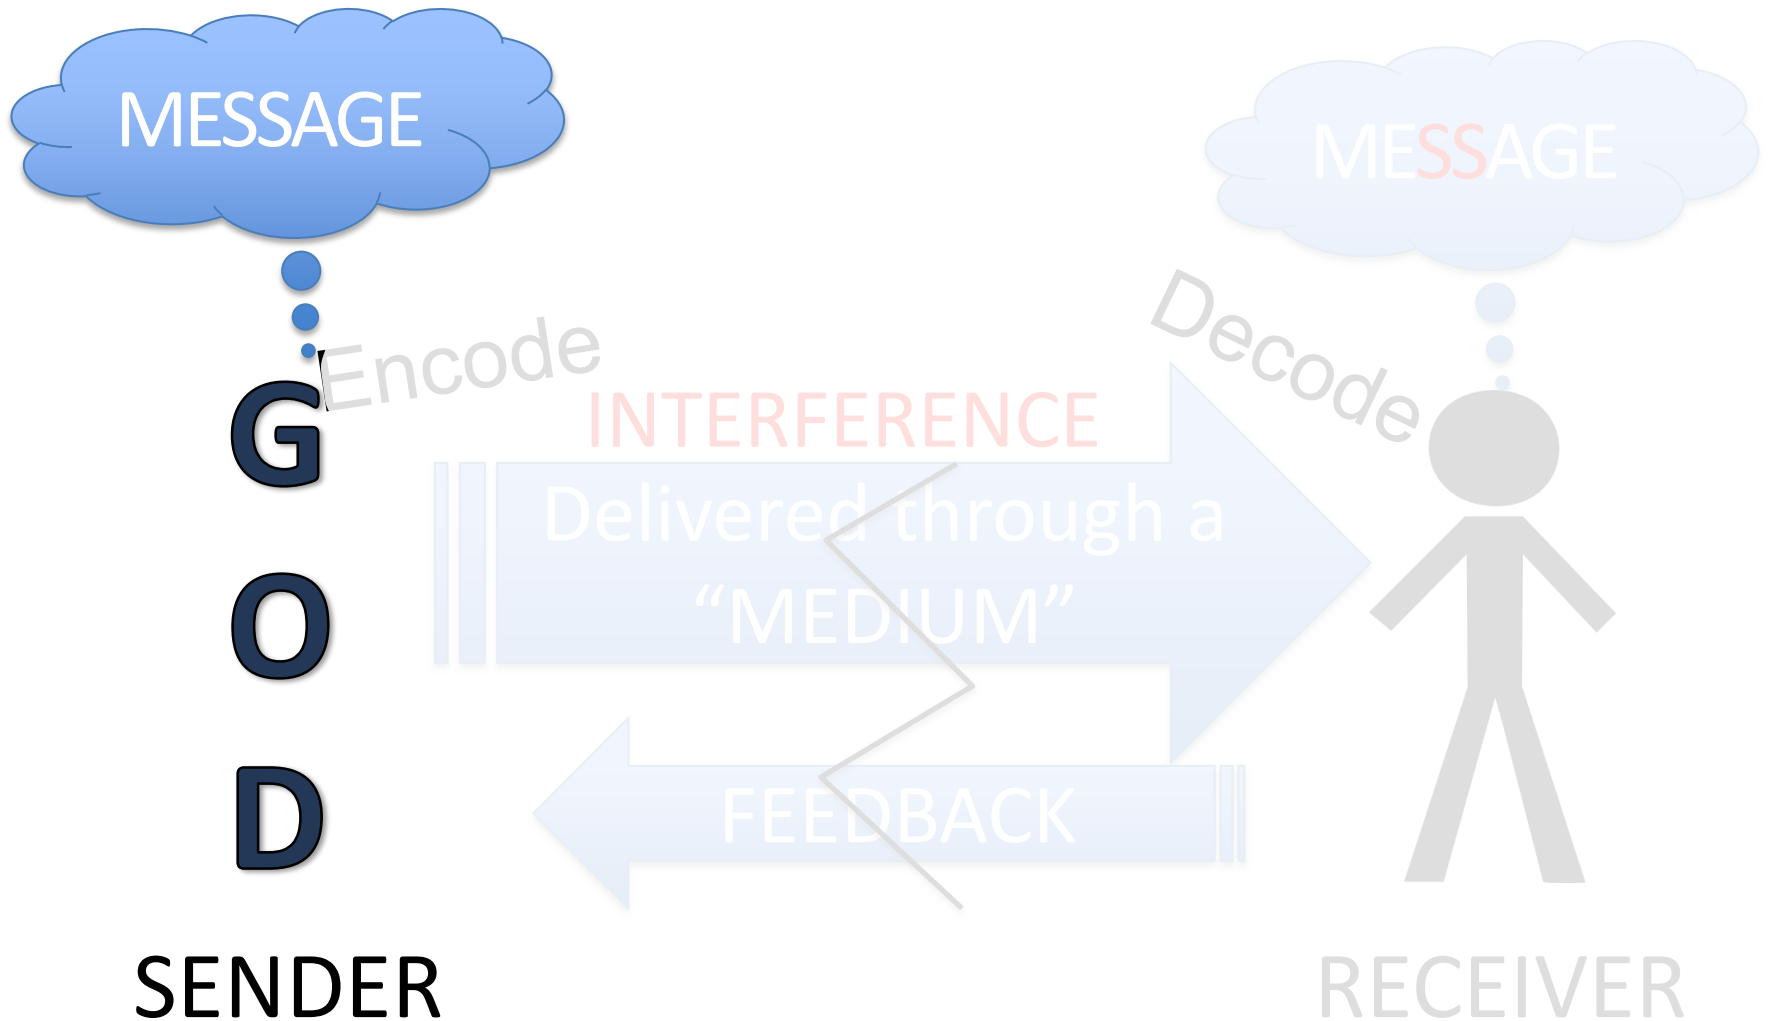 MESSAGE
MESSAGE
Encode
Decode
INTERFERENCE
Delivered through a
“MEDIUM”
FEEDBACK
G
O
D
SENDER
RECEIVER